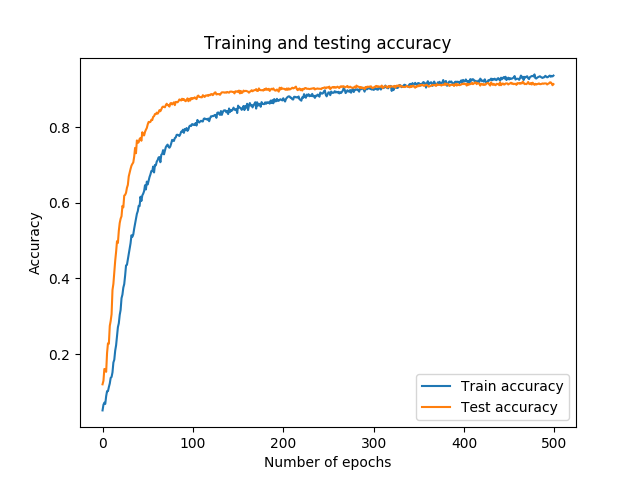 Training and testing accuracy
Accuracy
0.8
0.6
0.4
0.2
Train accuracy
Test accuracy
0 100 200 300 400 500
Number of epochs